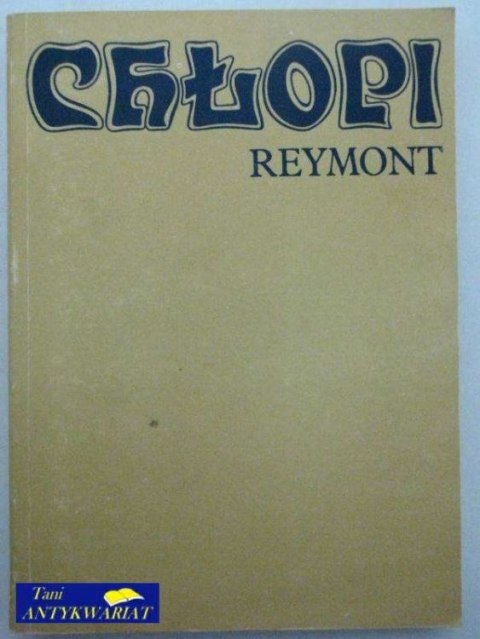 CHŁOPI
REYMONT
Tani
ANTYKWARIAT